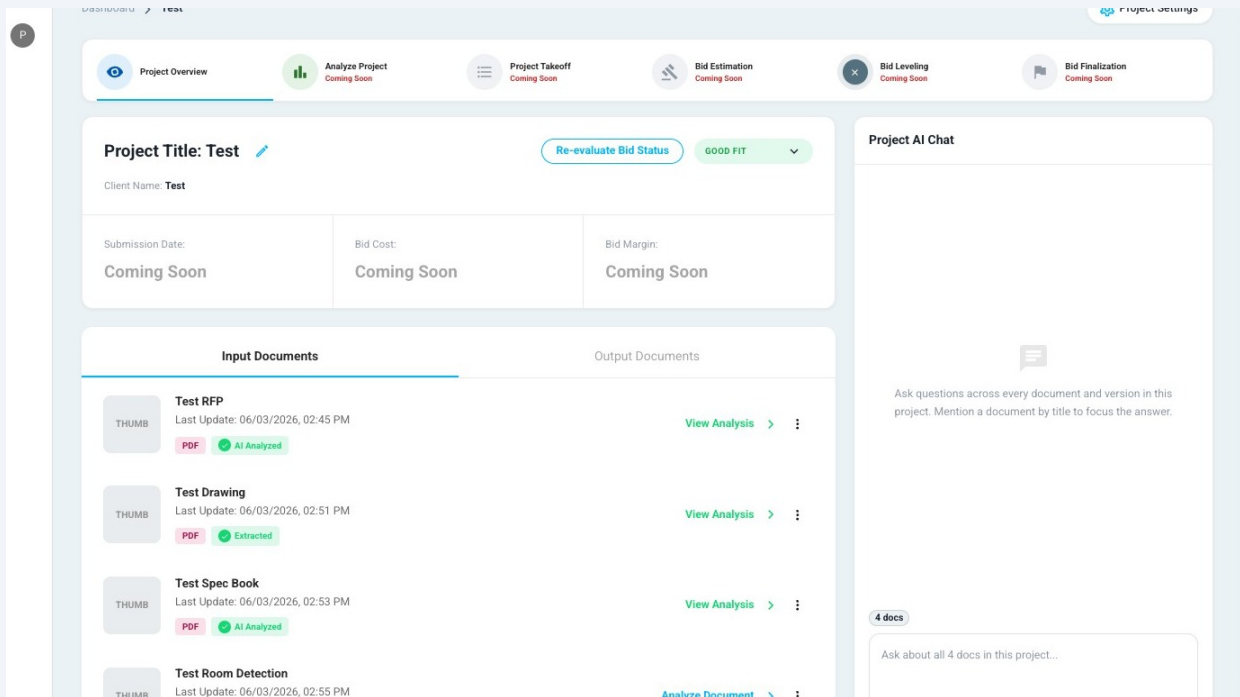 Dashboard > Test
Project Settings
P
Project Overview
Analyze Project
Coming Soon
Project Takeoff
Coming Soon
Bid Estimation
Coming Soon
Bid Leveling
Coming Soon
Bid Finalization
Coming Soon
Project Title: Test
Re-evaluate Bid Status
GOOD FIT
Client Name: Test
Submission Date:
Coming Soon
Bid Cost:
Coming Soon
Bid Margin:
Coming Soon
Input Documents
Output Documents
THUMB
Test RFP
Last Update: 06/03/2026, 02:45 PM
PDF
AI Analyzed
View Analysis
THUMB
Test Drawing
Last Update: 06/03/2026, 02:51 PM
PDF
Extracted
View Analysis
THUMB
Test Spec Book
Last Update: 06/03/2026, 02:53 PM
PDF
AI Analyzed
View Analysis
THUMB
Test Room Detection
Last Update: 06/03/2026, 02:55 PM
Analyze Document
Project AI Chat
Ask questions across every document and version in this
project. Mention a document by title to focus the answer.
4 docs
Ask about all 4 docs in this project...